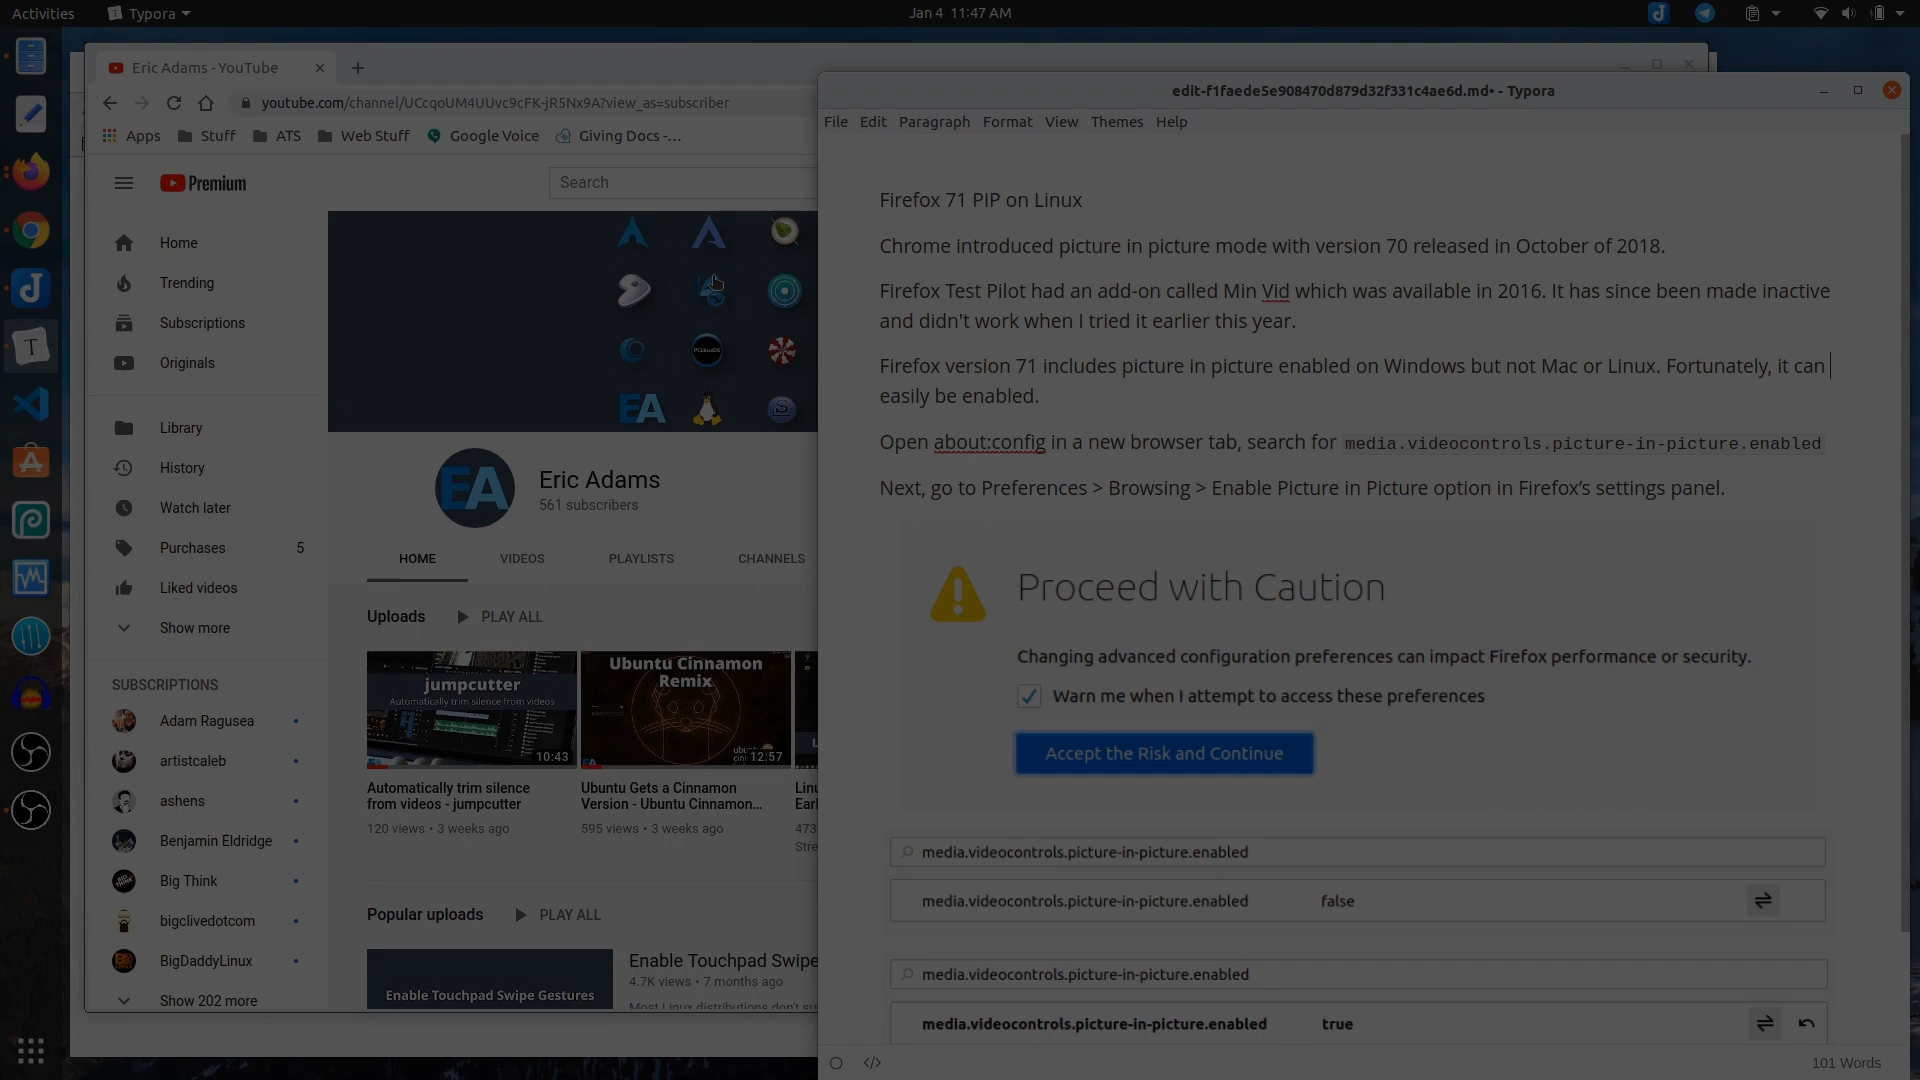 Activities
Typora
Jan 4 11:47 AM
Eric Adams - YouTube
youtube.com/channel/UCcqoUM4UUvc9cFK-jR5Nx9A?view_as=subscriber
Apps
Stuff
ATS
Web Stuff
Google Voice
Giving Docs -...
Premium
Search
Home
Trending
Subscriptions
Originals
Library
History
Watch later
Purchases 5
Liked videos
Show more
SUBSCRIPTIONS
Adam Ragusea
artistcaleb
ashens
Benjamin Eldridge
Big Think
bigclivedotcom
BigDaddyLinux
Show 202 more
PCLinuxOS
EA
EA
Eric Adams
561 subscribers
HOME
VIDEOS
PLAYLISTS
CHANNELS
Uploads
PLAY ALL
jumpcutter
Automatically trim silence from videos
10:43
Automatically trim silence
from videos - jumpcutter
120 views • 3 weeks ago
Ubuntu Cinnamon
Remix
12:57
Ubuntu Gets a Cinnamon
Version - Ubuntu Cinnamon...
595 views • 3 weeks ago
473
Popular uploads
PLAY ALL
Enable Touchpad Swipe Gestures
Enable Touchpad Swipe
4.7K views • 7 months ago
Most Linux distributions don't
edit-f1faede5e908470d879d32f331c4ae6d.md• - Typora
File Edit Paragraph Format View Themes Help
Firefox 71 PIP on Linux
Chrome introduced picture in picture mode with version 70 released in October of 2018.
Firefox Test Pilot had an add-on called Min Vid which was available in 2016. It has since been made inactive
and didn't work when I tried it earlier this year.
Firefox version 71 includes picture in picture enabled on Windows but not Mac or Linux. Fortunately, it can
easily be enabled.
Open about:config in a new browser tab, search for media.videocontrols.picture-in-picture.enabled
Next, go to Preferences > Browsing > Enable Picture in Picture option in Firefox's settings panel.
Proceed with Caution
Changing advanced configuration preferences can impact Firefox performance or security.
Warn me when I attempt to access these preferences
Accept the Risk and Continue
media.videocontrols.picture-in-picture.enabled
media.videocontrols.picture-in-picture.enabled false
media.videocontrols.picture-in-picture.enabled
media.videocontrols.picture-in-picture.enabled true
101 Words